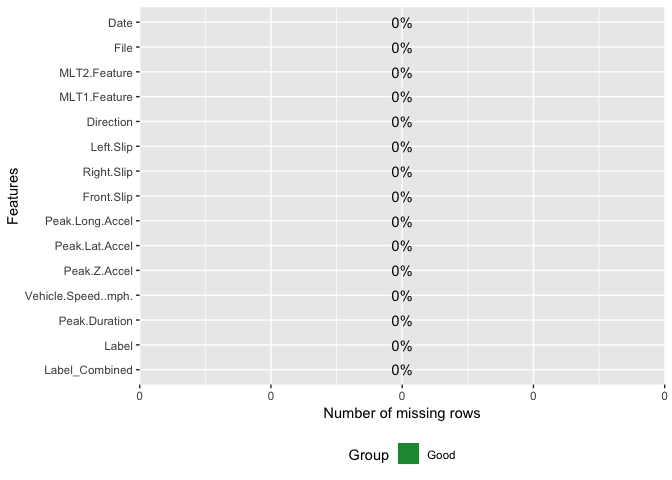 Date 0%
File 0%
MLT2.Feature 0%
MLT1.Feature 0%
Direction 0%
Left.Slip 0%
Right.Slip 0%
Front.Slip 0%
Peak.Long.Accel 0%
Peak.Lat.Accel 0%
Peak.Z.Accel 0%
Vehicle.Speed..mph. 0%
Peak.Duration 0%
Label 0%
Label_Combined 0%
Features
0 0 0 0 0
Number of missing rows
Group Good